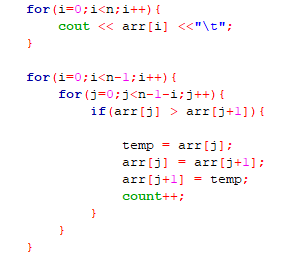 for(i=0;i<n;i++){
cout << arr[i] <<"\t";
}
for(i=0;i<n-1;i++){
for(j=0;j<n-1-i;j++){
if(arr[j] > arr[j+1]){
temp = arr[j];
arr[j] = arr[j+1];
arr[j+1] = temp;
count++;
}
}
}